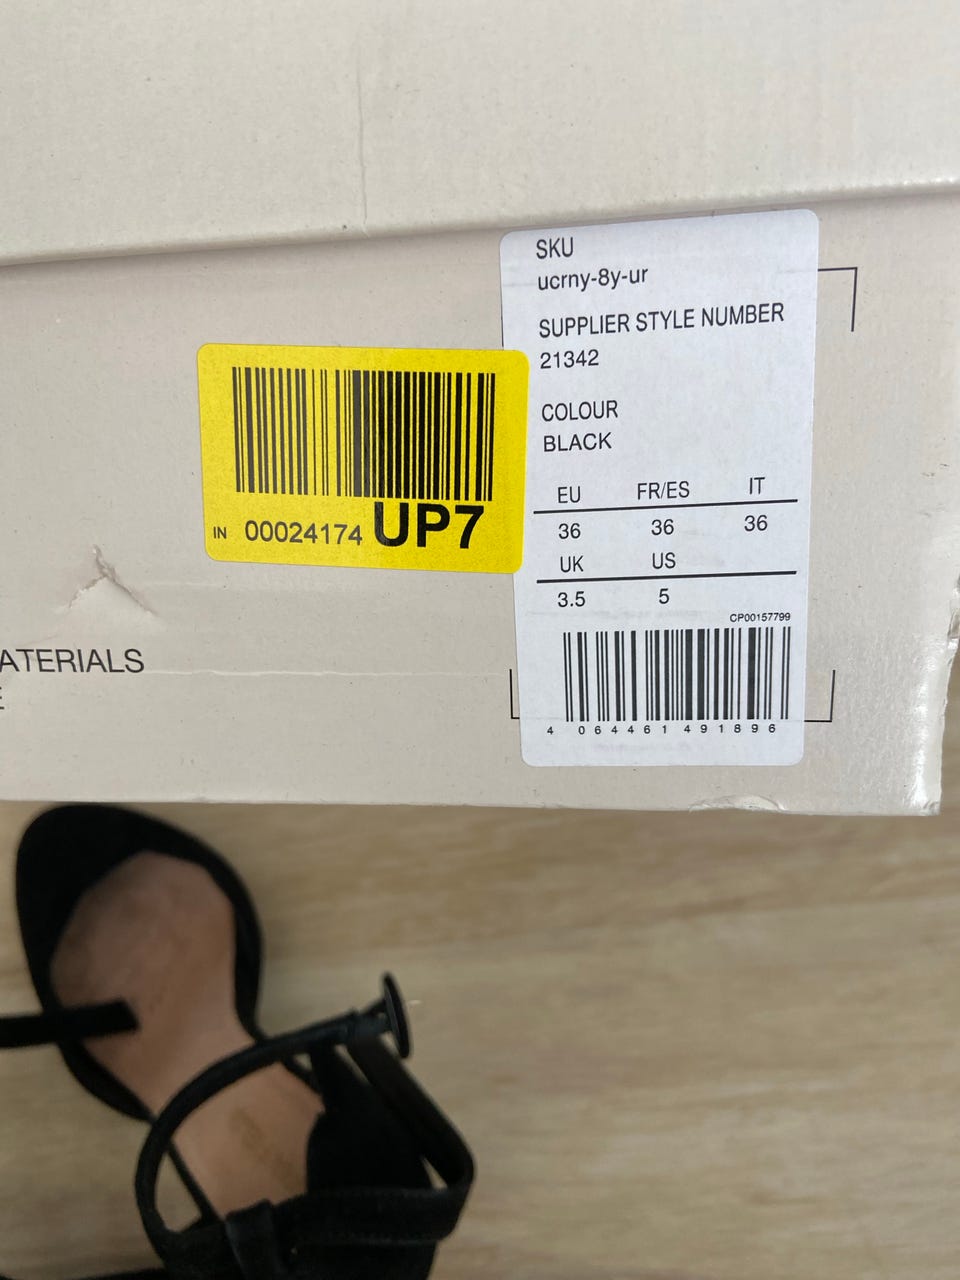 SKU
ucrny-8y-ur
SUPPLIER STYLE NUMBER
21342
COLOUR
BLACK
EU FR/ES IT
36 36 36
UK US
3.5 5
CP00157799
4 064461 491896
IN 00024174 UP7
ATERIALS
E